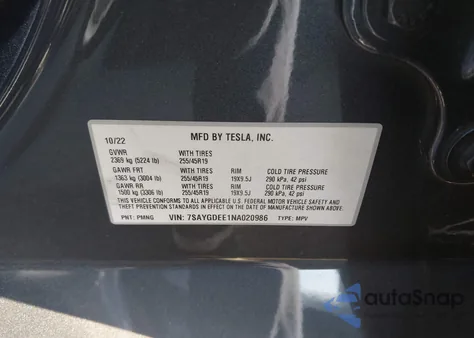 10/22 MFD BY TESLA, INC.
GVWR WITH TIRES
2369 kg (5224 lb) 255/45R19
GAWR FRT WITH TIRES RIM COLD TIRE PRESSURE
1363 kg (3004 lb) 255/45R19 19X9.5J 290 kPa, 42 psi
GAWR RR WITH TIRES RIM COLD TIRE PRESSURE
1500 kg (3306 lb) 255/45R19 19X9.5J 290 kPa, 42 psi
THIS VEHICLE CONFORMS TO ALL APPLICABLE U.S. FEDERAL MOTOR VEHICLE SAFETY
AND THEFT PREVENTION STANDARDS IN EFFECT ON THE DATE OF MANUFACTURE
SHOWN ABOVE.
PNT: PMNG VIN: 7SAYGDEE1NA020986 TYPE: MPV
autoSnap